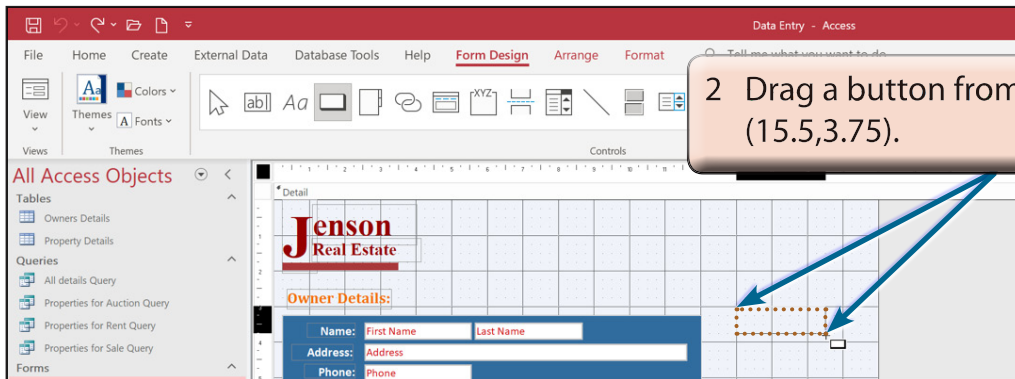 Data Entry - Access
File Home Create External Data Database Tools Help Form Design Arrange Format Tell me what you want to do
ab Aa XYZ
View Themes Aa Colors
A Fonts
Views Themes Controls
2 Drag a button from
(15.5,3.75).
All Access Objects
Tables
Owners Details
Property Details
Queries
All details Query
Properties for Auction Query
Properties for Rent Query
Properties for Sale Query
Forms
Detail
Jenson
Real Estate
Owner Details:
Name: First Name Last Name
Address: Address
Phone: Phone